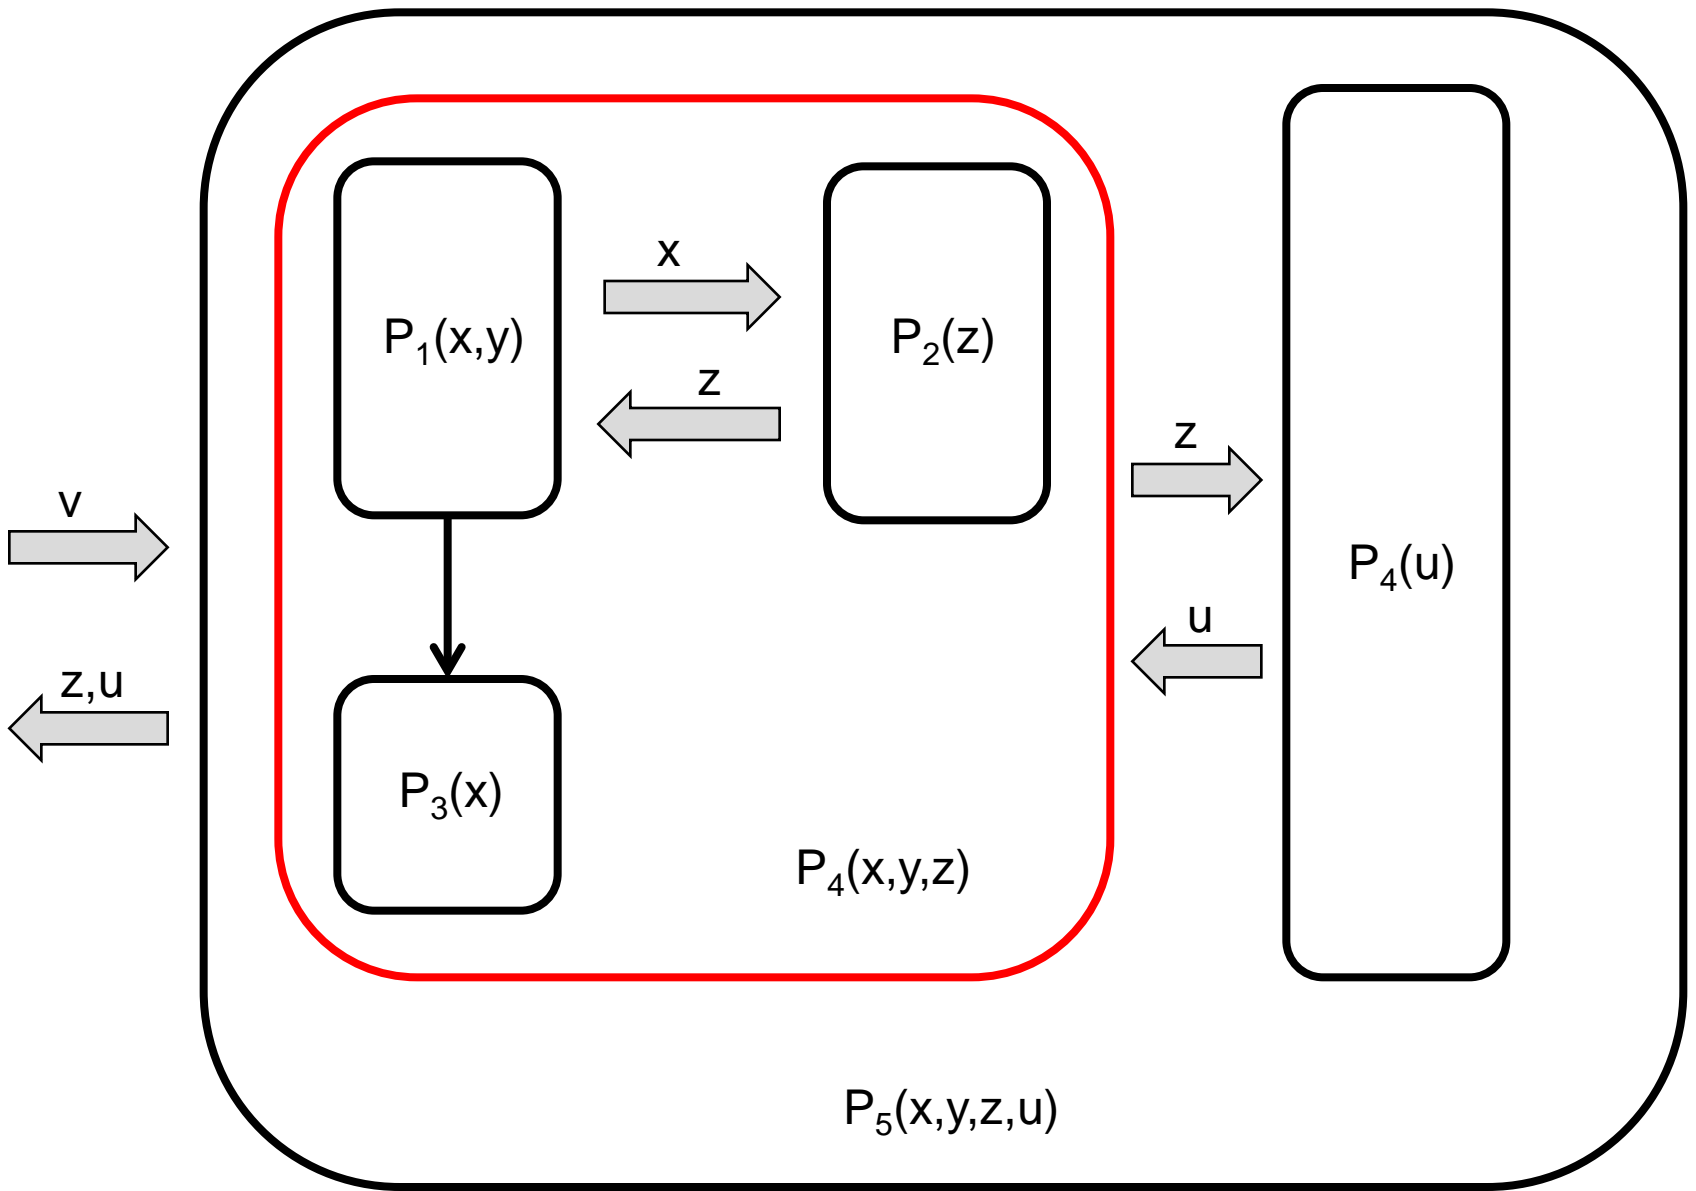 x
P₁(x,y)
P₂(z)
z
z
v
P₄(u)
u
z,u
P₃(x)
P₄(x,y,z)
P₅(x,y,z,u)